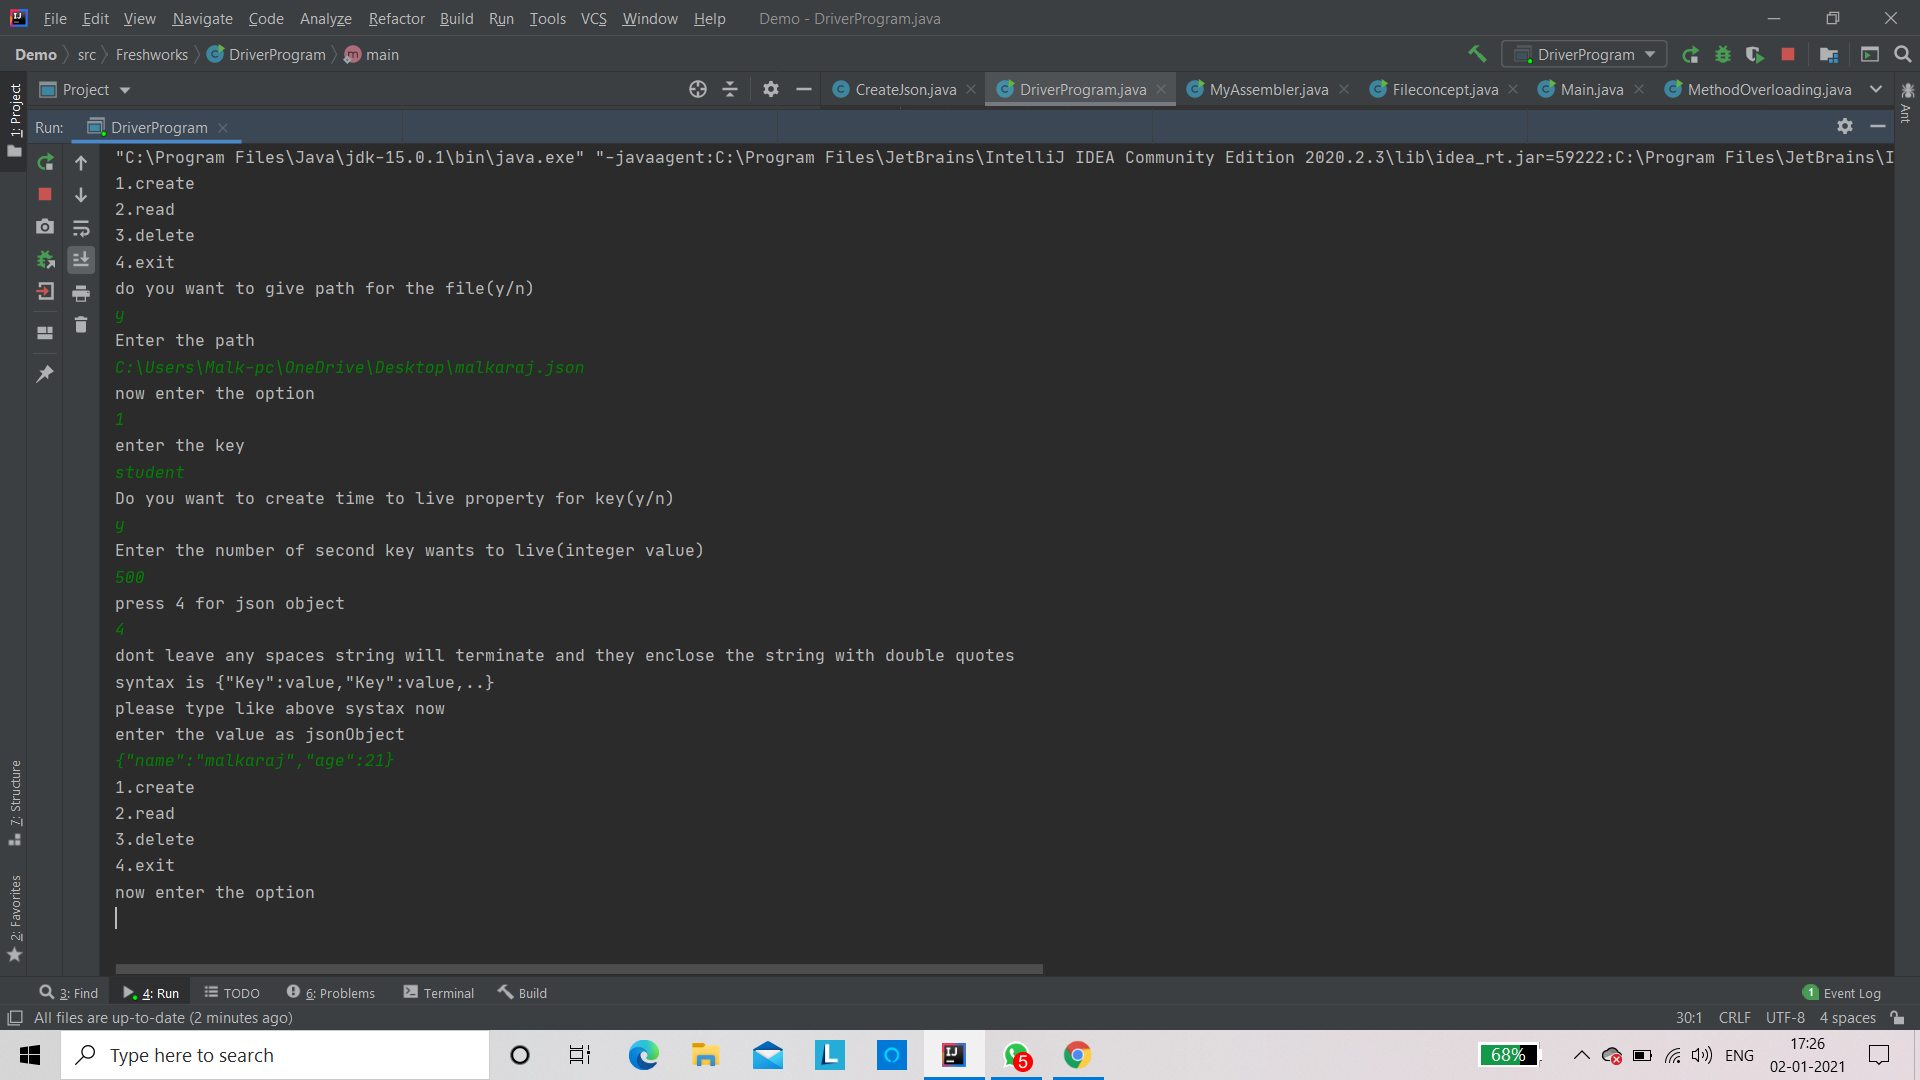 File Edit View Navigate Code Analyze Refactor Build Run Tools VCS Window Help Demo - DriverProgram.java
Demo src Freshworks DriverProgram main DriverProgram
Project CreateJson.java DriverProgram.java MyAssembler.java Fileconcept.java Main.java MethodOverloading.java
1: Project
Ant
Run: DriverProgram
"C:\Program Files\Java\jdk-15.0.1\bin\java.exe" "-javaagent:C:\Program Files\JetBrains\IntelliJ IDEA Community Edition 2020.2.3\lib\idea_rt.jar=59222:C:\Program Files\JetBrains\I
1.create
2.read
3.delete
4.exit
do you want to give path for the file(y/n)
y
Enter the path
C:\Users\Malk-pc\OneDrive\Desktop\malkaraj.json
now enter the option
1
enter the key
student
Do you want to create time to live property for key(y/n)
y
Enter the number of second key wants to live(integer value)
500
press 4 for json object
4
dont leave any spaces string will terminate and they enclose the string with double quotes
syntax is {"Key":value,"Key":value,..}
please type like above systax now
enter the value as jsonObject
{"name":"malkaraj","age":21}
1.create
2.read
3.delete
4.exit
now enter the option
7: Structure
2: Favorites
3: Find 4: Run TODO 6: Problems Terminal Build 1 Event Log
All files are up-to-date (2 minutes ago) 30:1 CRLF UTF-8 4 spaces
Type here to search L 5 68% ENG 17:26
02-01-2021